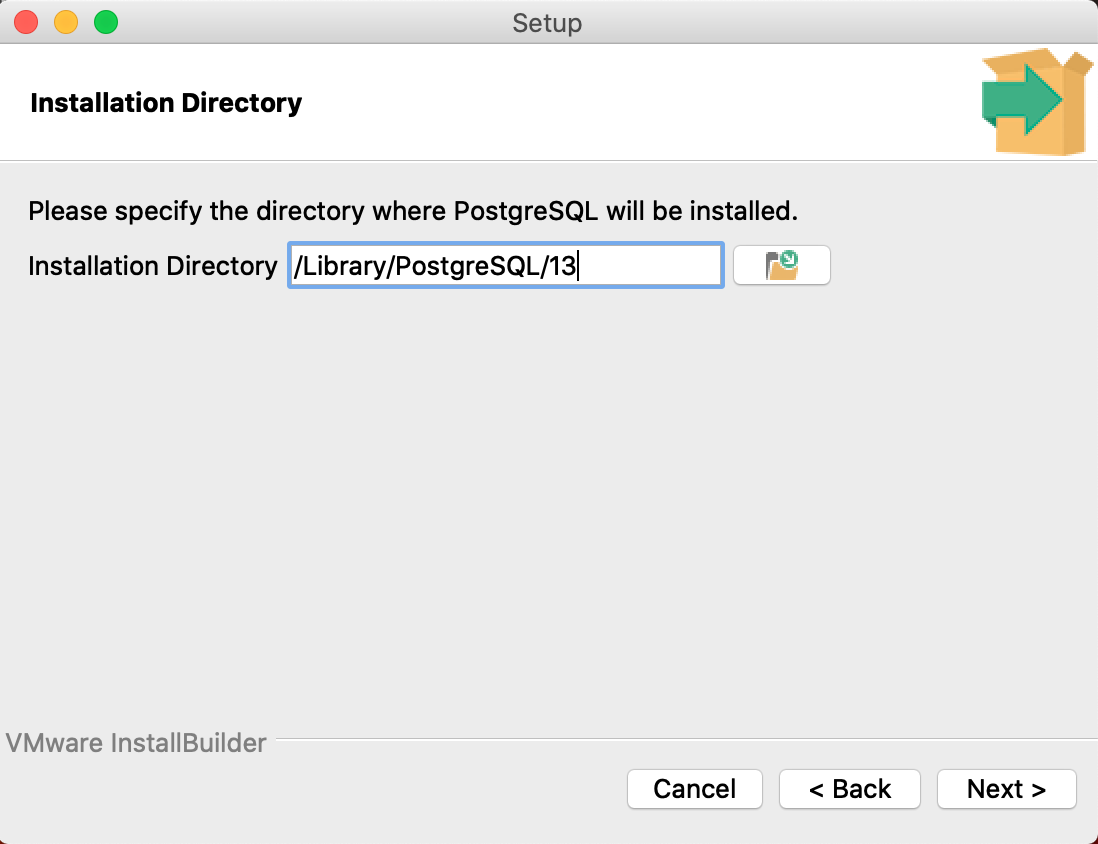 Setup
Installation Directory
Please specify the directory where PostgreSQL will be installed.
Installation Directory /Library/PostgreSQL/13
VMware InstallBuilder
Cancel < Back Next >